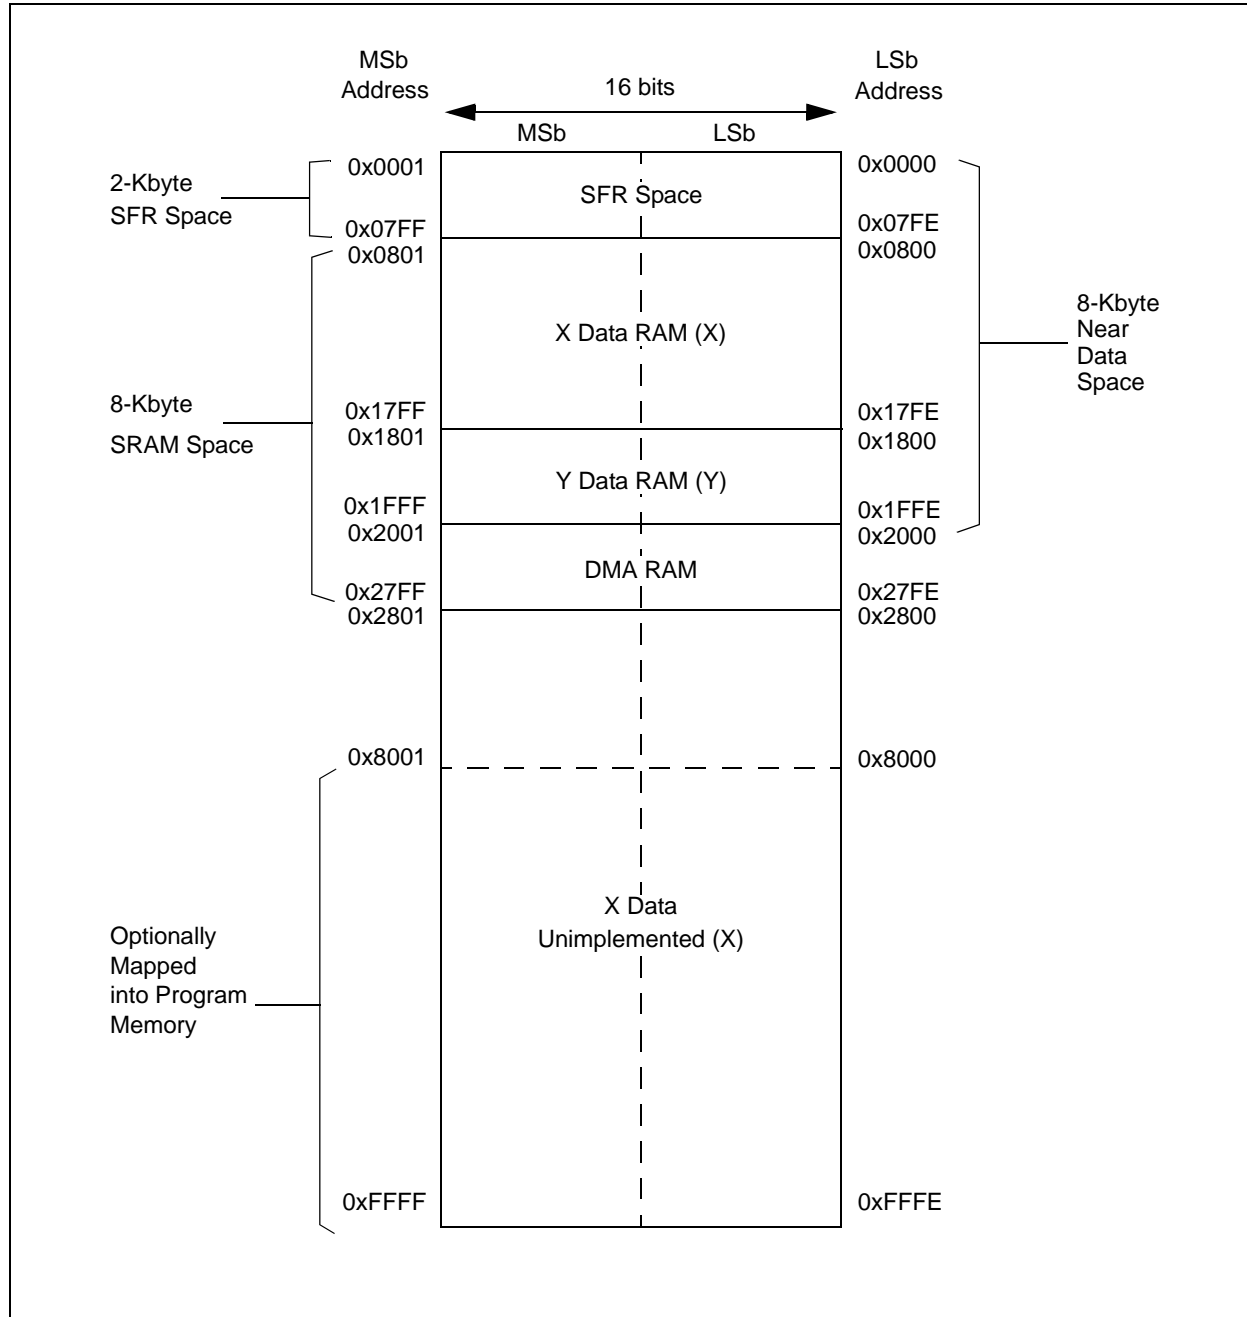 MSb
Address
16 bits
LSb
Address
MSb
LSb
0x0001
0x0000
2-Kbyte
SFR Space
SFR Space
0x07FF
0x07FE
0x0801
0x0800
X Data RAM (X)
8-Kbyte
Near
Data
Space
8-Kbyte
SRAM Space
0x17FF
0x17FE
0x1801
0x1800
Y Data RAM (Y)
0x1FFF
0x1FFE
0x2001
0x2000
DMA RAM
0x27FF
0x27FE
0x2801
0x2800
0x8001
0x8000
X Data
Unimplemented (X)
Optionally
Mapped
into Program
Memory
0xFFFF
0xFFFE